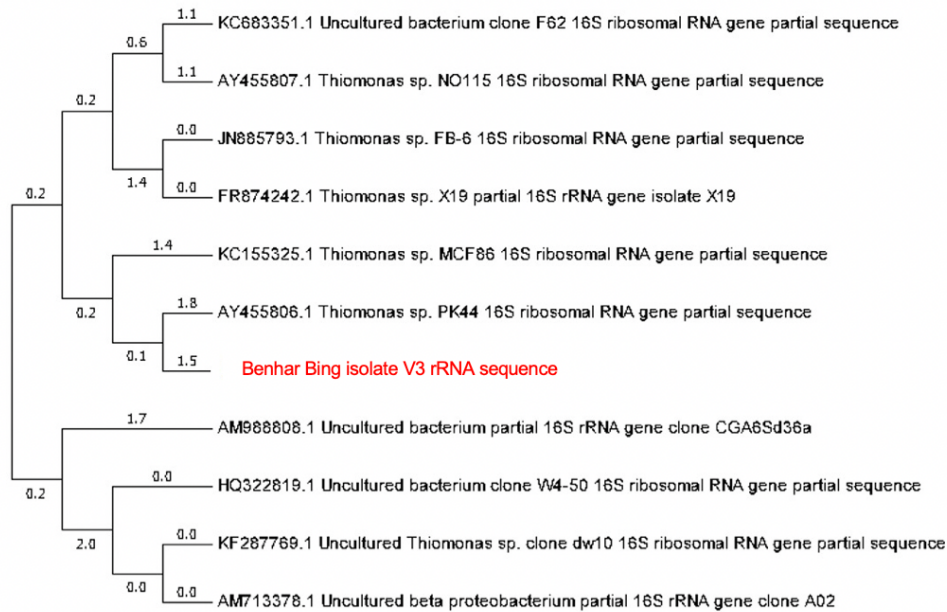 1.1
KC683351.1 Uncultured bacterium clone F62 16S ribosomal RNA gene partial sequence
0.6
1.1
AY455807.1 Thiomonas sp. NO115 16S ribosomal RNA gene partial sequence
0.2
0.0
JN885793.1 Thiomonas sp. FB-6 16S ribosomal RNA gene partial sequence
1.4
0.0
FR874242.1 Thiomonas sp. X19 partial 16S rRNA gene isolate X19
0.2
1.4
KC155325.1 Thiomonas sp. MCF86 16S ribosomal RNA gene partial sequence
0.2
1.8
AY455806.1 Thiomonas sp. PK44 16S ribosomal RNA gene partial sequence
0.1
1.5
Benhar Bing isolate V3 rRNA sequence
1.7
AM988808.1 Uncultured bacterium partial 16S rRNA gene clone CGA6Sd36a
0.2
0.0
HQ322819.1 Uncultured bacterium clone W4-50 16S ribosomal RNA gene partial sequence
2.0
0.0
KF287769.1 Uncultured Thiomonas sp. clone dw10 16S ribosomal RNA gene partial sequence
0.0
0.0
AM713378.1 Uncultured beta proteobacterium partial 16S rRNA gene clone A02